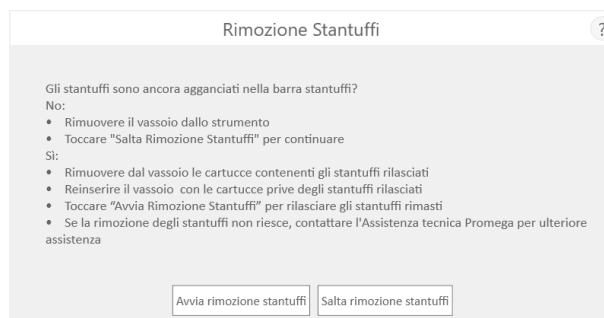 Rimozione Stantuffi
?
Gli stantuffi sono ancora agganciati nella barra stantuffi?
No:
• Rimuovere il vassoio dallo strumento
• Toccare "Salta Rimozione Stantuffi" per continuare
Sì:
• Rimuovere dal vassoio le cartucce contenenti gli stantuffi rilasciati
• Reinserire il vassoio  con le cartucce prive degli stantuffi rilasciati
• Toccare “Avvia Rimozione Stantuffi” per rilasciare gli stantuffi rimasti
• Se la rimozione degli stantuffi non riesce, contattare l'Assistenza tecnica Promega per ulteriore
assistenza
Avvia rimozione stantuffi
Salta rimozione stantuffi